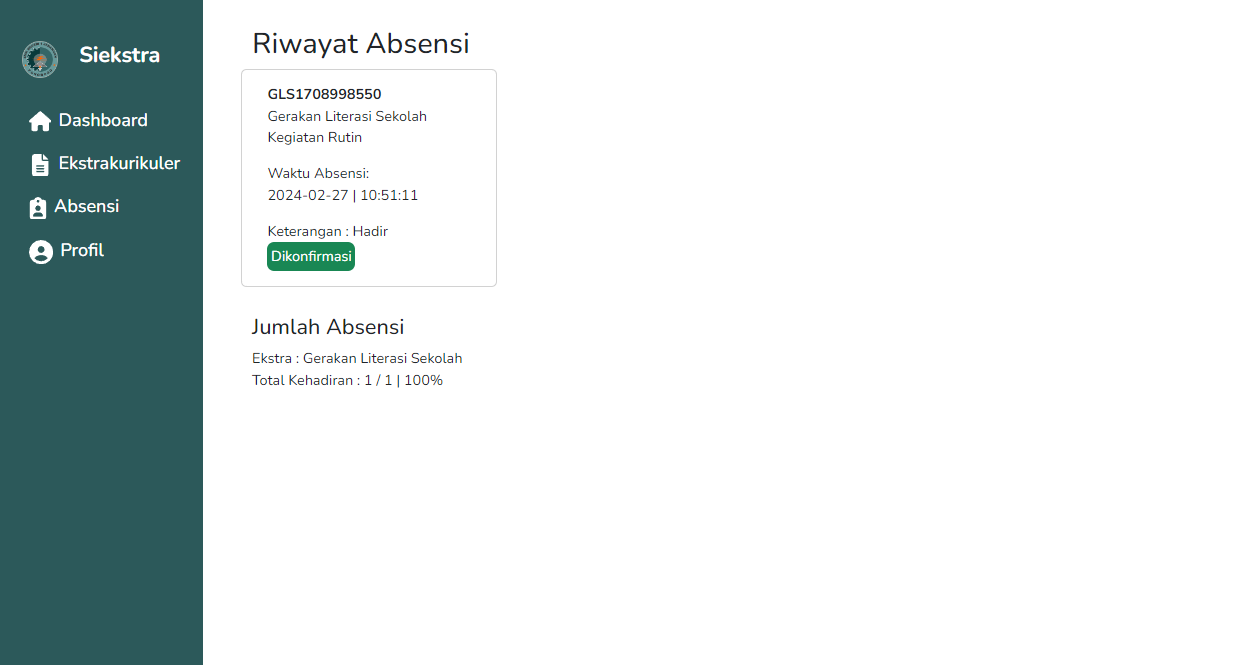 Siekstra
Dashboard
Ekstrakurikuler
Absensi
Profil
Riwayat Absensi
GLS1708998550
Gerakan Literasi Sekolah
Kegiatan Rutin
Waktu Absensi:
2024-02-27 | 10:51:11
Keterangan : Hadir
Dikonfirmasi
Jumlah Absensi
Ekstra : Gerakan Literasi Sekolah
Total Kehadiran : 1 / 1 | 100%